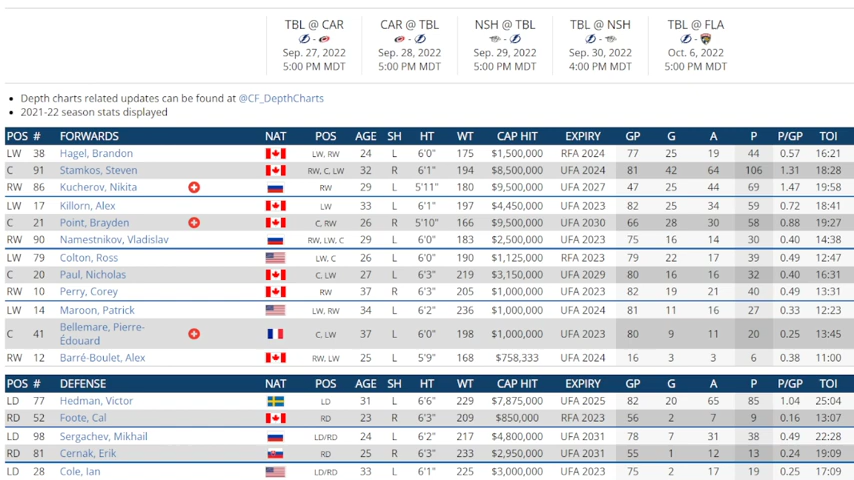 TBL @ CAR CAR @ TBL NSH @ TBL TBL @ NSH TBL @ FLA
Sep. 27, 2022 Sep. 28, 2022 Sep. 29, 2022 Sep. 30, 2022 Oct. 6, 2022
5:00 PM MDT 5:00 PM MDT 5:00 PM MDT 4:00 PM MDT 5:00 PM MDT
• Depth charts related updates can be found at @CF_DepthCharts
• 2021-22 season stats displayed
POS # FORWARDS NAT POS AGE SH HT WT CAP HIT EXPIRY GP G A P P/GP TOI
LW 38 Hagel, Brandon LW, RW 24 L 6'0" 175 $1,500,000 RFA 2024 77 25 19 44 0.57 16:21
C 91 Stamkos, Steven RW, C, LW 32 R 6'1" 194 $8,500,000 UFA 2024 81 42 64 106 1.31 18:28
RW 86 Kucherov, Nikita RW 29 L 5'11" 180 $9,500,000 UFA 2027 47 25 44 69 1.47 19:58
LW 17 Killorn, Alex LW 33 L 6'1" 197 $4,450,000 UFA 2023 82 25 34 59 0.72 18:41
C 21 Point, Brayden C, RW 26 R 5'10" 166 $9,500,000 UFA 2030 66 28 30 58 0.88 19:27
RW 90 Namestnikov, Vladislav RW, LW, C 29 L 6'0" 183 $2,500,000 UFA 2023 75 16 14 30 0.40 14:38
LW 79 Colton, Ross LW, C 26 L 6'0" 190 $1,125,000 RFA 2023 79 22 17 39 0.49 12:47
C 20 Paul, Nicholas C, LW 27 L 6'3" 219 $3,150,000 UFA 2029 80 16 16 32 0.40 16:31
RW 10 Perry, Corey RW 37 R 6'3" 205 $1,000,000 UFA 2023 82 19 21 40 0.49 13:31
LW 14 Maroon, Patrick LW, RW 34 L 6'2" 236 $1,000,000 UFA 2024 81 11 16 27 0.33 12:23
C 41 Bellemare, Pierre-
Édouard C, LW 37 L 6'0" 198 $1,000,000 UFA 2023 80 9 11 20 0.25 13:45
RW 12 Barré-Boulet, Alex RW, LW 25 L 5'9" 168 $758,333 UFA 2024 16 3 3 6 0.38 11:00
POS # DEFENSE NAT POS AGE SH HT WT CAP HIT EXPIRY GP G A P P/GP TOI
LD 77 Hedman, Victor LD 31 L 6'6" 229 $7,875,000 UFA 2025 82 20 65 85 1.04 25:04
RD 52 Foote, Cal RD 23 R 6'3" 209 $850,000 RFA 2023 56 2 7 9 0.16 13:07
LD 98 Sergachev, Mikhail LD/RD 24 L 6'2" 217 $4,800,000 UFA 2031 78 7 31 38 0.49 22:28
RD 81 Cernak, Erik RD 25 R 6'3" 233 $2,950,000 UFA 2031 55 1 12 13 0.24 19:09
LD 28 Cole, Ian LD/RD 33 L 6'1" 225 $3,000,000 UFA 2023 75 2 17 19 0.25 17:09